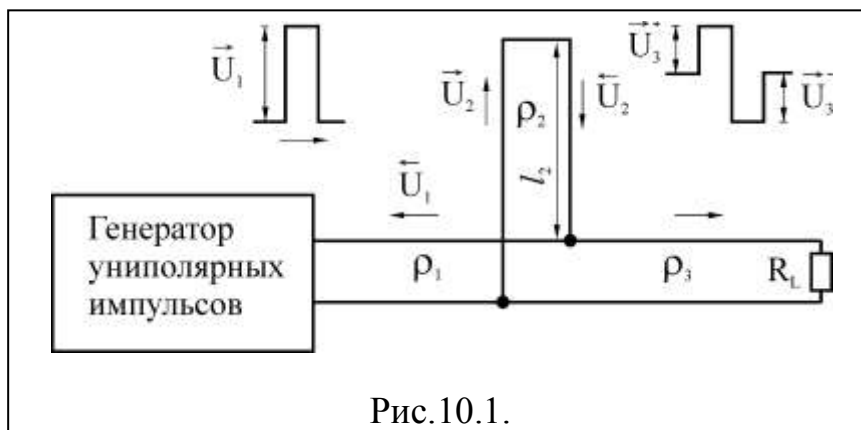 U₁
U₂
ρ₂
l₂
U₂
U₃⁺
U₃⁻
U₁
Генератор
униполярных
импульсов
ρ₁
ρ₃
R_L
Рис.10.1.